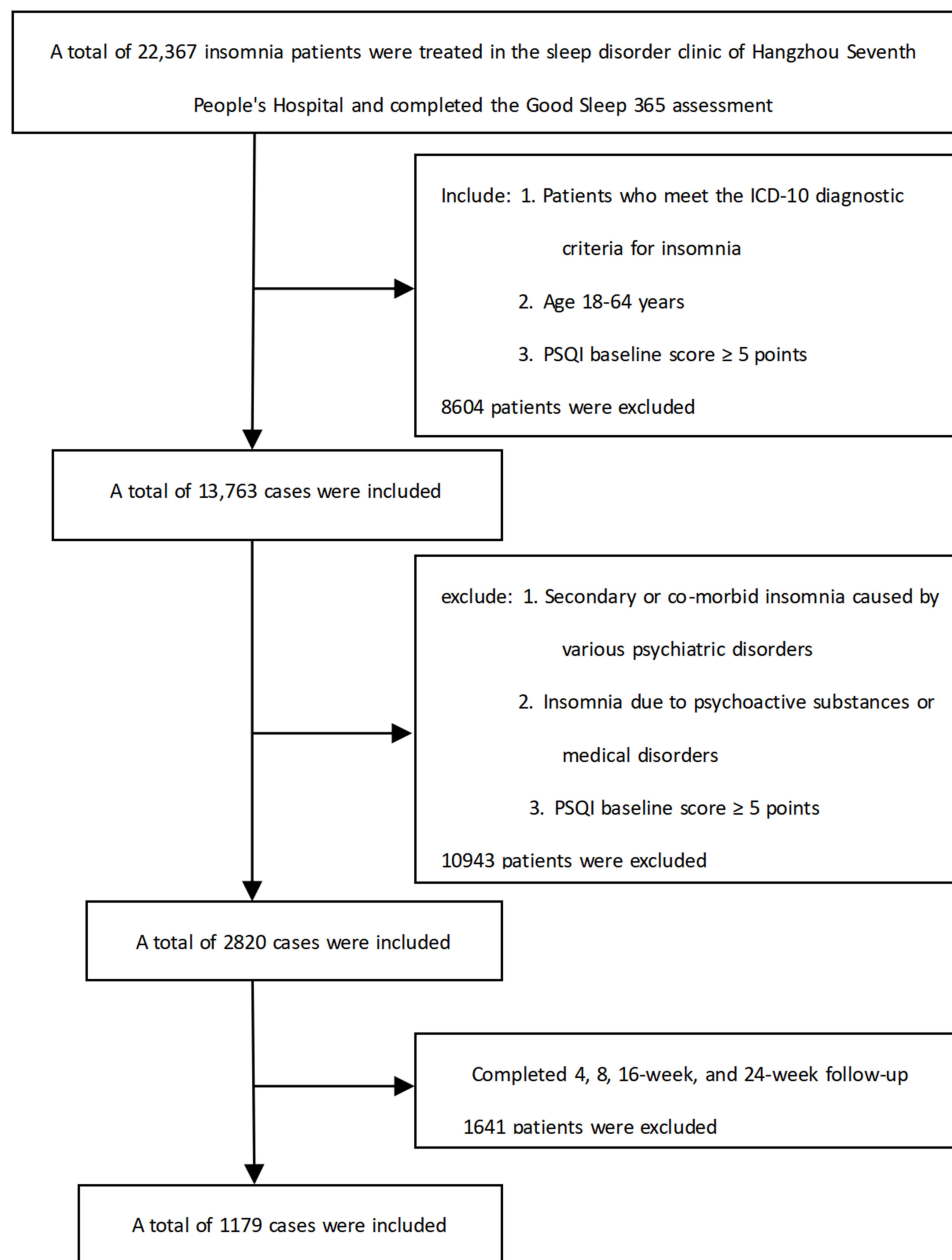 A total of 22,367 insomnia patients were treated in the sleep disorder clinic of Hangzhou Seventh
People's Hospital and completed the Good Sleep 365 assessment
Include: 1. Patients who meet the ICD-10 diagnostic
criteria for insomnia
2. Age 18-64 years
3. PSQI baseline score ≥ 5 points
8604 patients were excluded
A total of 13,763 cases were included
exclude: 1. Secondary or co-morbid insomnia caused by
various psychiatric disorders
2. Insomnia due to psychoactive substances or
medical disorders
3. PSQI baseline score ≥ 5 points
10943 patients were excluded
A total of 2820 cases were included
Completed 4, 8, 16-week, and 24-week follow-up
1641 patients were excluded
A total of 1179 cases were included